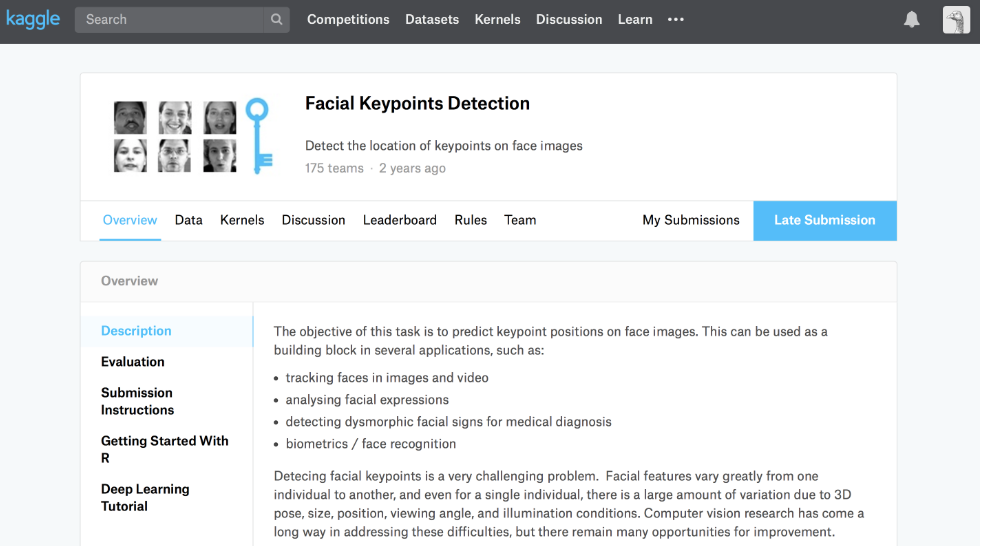 kaggle
Search
Competitions Datasets Kernels Discussion Learn •••
Facial Keypoints Detection
Detect the location of keypoints on face images
175 teams · 2 years ago
Overview Data Kernels Discussion Leaderboard Rules Team My Submissions Late Submission
Overview
Description
Evaluation
Submission
Instructions
Getting Started With
R
Deep Learning
Tutorial
The objective of this task is to predict keypoint positions on face images. This can be used as a
building block in several applications, such as:
• tracking faces in images and video
• analysing facial expressions
• detecting dysmorphic facial signs for medical diagnosis
• biometrics / face recognition
Detecing facial keypoints is a very challenging problem.  Facial features vary greatly from one
individual to another, and even for a single individual, there is a large amount of variation due to 3D
pose, size, position, viewing angle, and illumination conditions. Computer vision research has come a
long way in addressing these difficulties, but there remain many opportunities for improvement.